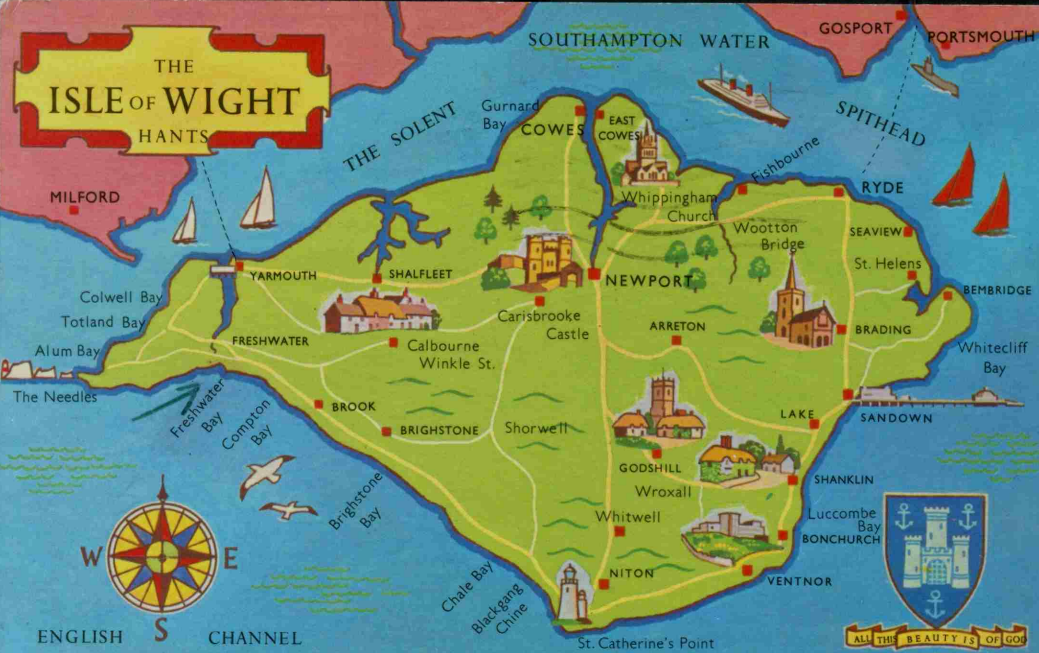 THE
ISLE OF WIGHT
HANTS
SOUTHAMPTON WATER
GOSPORT
PORTSMOUTH
THE SOLENT
SPITHEAD
MILFORD
Gurnard
Bay
COWES
EAST
COWES
Fishbourne
RYDE
Whippingham
Church
Wootton
Bridge
SEAVIEW
St. Helens
BEMBRIDGE
YARMOUTH
SHALFLEET
NEWPORT
Colwell Bay
Totland Bay
Alum Bay
The Needles
FRESHWATER
Carisbrooke
Castle
ARRETON
BRADING
Calbourne
Winkle St.
Whitecliff
Bay
Freshwater
Bay
Compton
Bay
BROOK
BRIGHSTONE
Shorwell
LAKE
SANDOWN
GODSHILL
SHANKLIN
Wroxall
Brighstone
Bay
Whitwell
Luccombe
Bay
BONCHURCH
NITON
VENTNOR
Chale Bay
Blackgang
Chine
St. Catherine's Point
W
E
S
ENGLISH CHANNEL
ALL THIS BEAUTY IS OF GOD